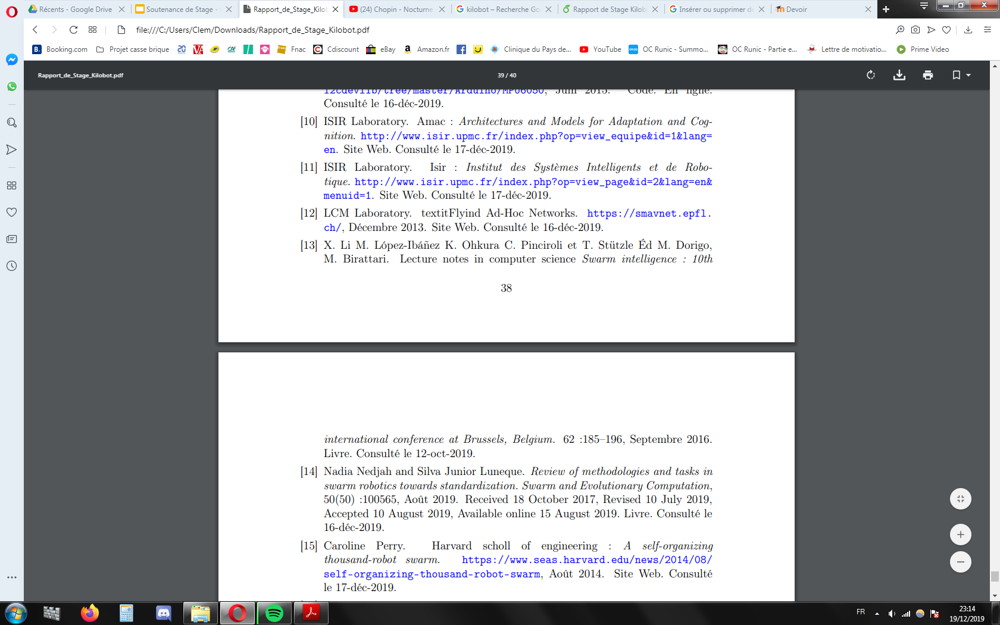 Récents - Google Drive
Soutenance de Stage -
Rapport_de_Stage_Kilob
(24) Chopin - Nocturne
kilobot – Recherche Go
Rapport de Stage Kilob
Insérer ou supprimer de
Devoir
file:///C:/Users/Clem/Downloads/Rapport_de_Stage_Kilobot.pdf
B. Booking.com
Projet casse brique
20
VA
Fnac
Cdiscount
eBay
Amazon.fr
Clinique du Pays de...
YouTube
OC Runic - Summo...
OC Runic - Partie e...
Lettre de motivatio...
Prime Video
Rapport_de_Stage_Kilobot.pdf
39 / 40
i2cdevlib/tree/master/Arduino/MPU6050, Juin 2015. Code. En ligne.
Consulté le 16-déc-2019.
[10] ISIR Laboratory. Amac : Architectures and Models for Adaptation and Cog-
nition. http://www.isir.upmc.fr/index.php?op=view_equipe&id=1&lang=
en. Site Web. Consulté le 17-déc-2019.
[11] ISIR Laboratory. Isir : Institut des Systèmes Intelligents et de Robo-
tique. http://www.isir.upmc.fr/index.php?op=view_page&id=2&lang=en&
menuid=1. Site Web. Consulté le 17-déc-2019.
[12] LCM Laboratory. textitFlyind Ad-Hoc Networks. https://smavnet.epfl.
ch/, Décembre 2013. Site Web. Consulté le 16-déc-2019.
[13] X. Li M. López-Ibáñez K. Ohkura C. Pinciroli et T. Stützle Éd M. Dorigo,
M. Birattari. Lecture notes in computer science Swarm intelligence : 10th
38
international conference at Brussels, Belgium. 62 :185–196, Septembre 2016.
Livre. Consulté le 12-oct-2019.
[14] Nadia Nedjah and Silva Junior Luneque. Review of methodologies and tasks in
swarm robotics towards standardization. Swarm and Evolutionary Computation,
50(50) :100565, Août 2019. Received 18 October 2017, Revised 10 July 2019,
Accepted 10 August 2019, Available online 15 August 2019. Livre. Consulté le
16-déc-2019.
[15] Caroline Perry. Harvard scholl of engineering : A self-organizing
thousand-robot swarm. https://www.seas.harvard.edu/news/2014/08/
self-organizing-thousand-robot-swarm, Août 2014. Site Web. Consulté
le 17-déc-2019.
FR
23:14
19/12/2019